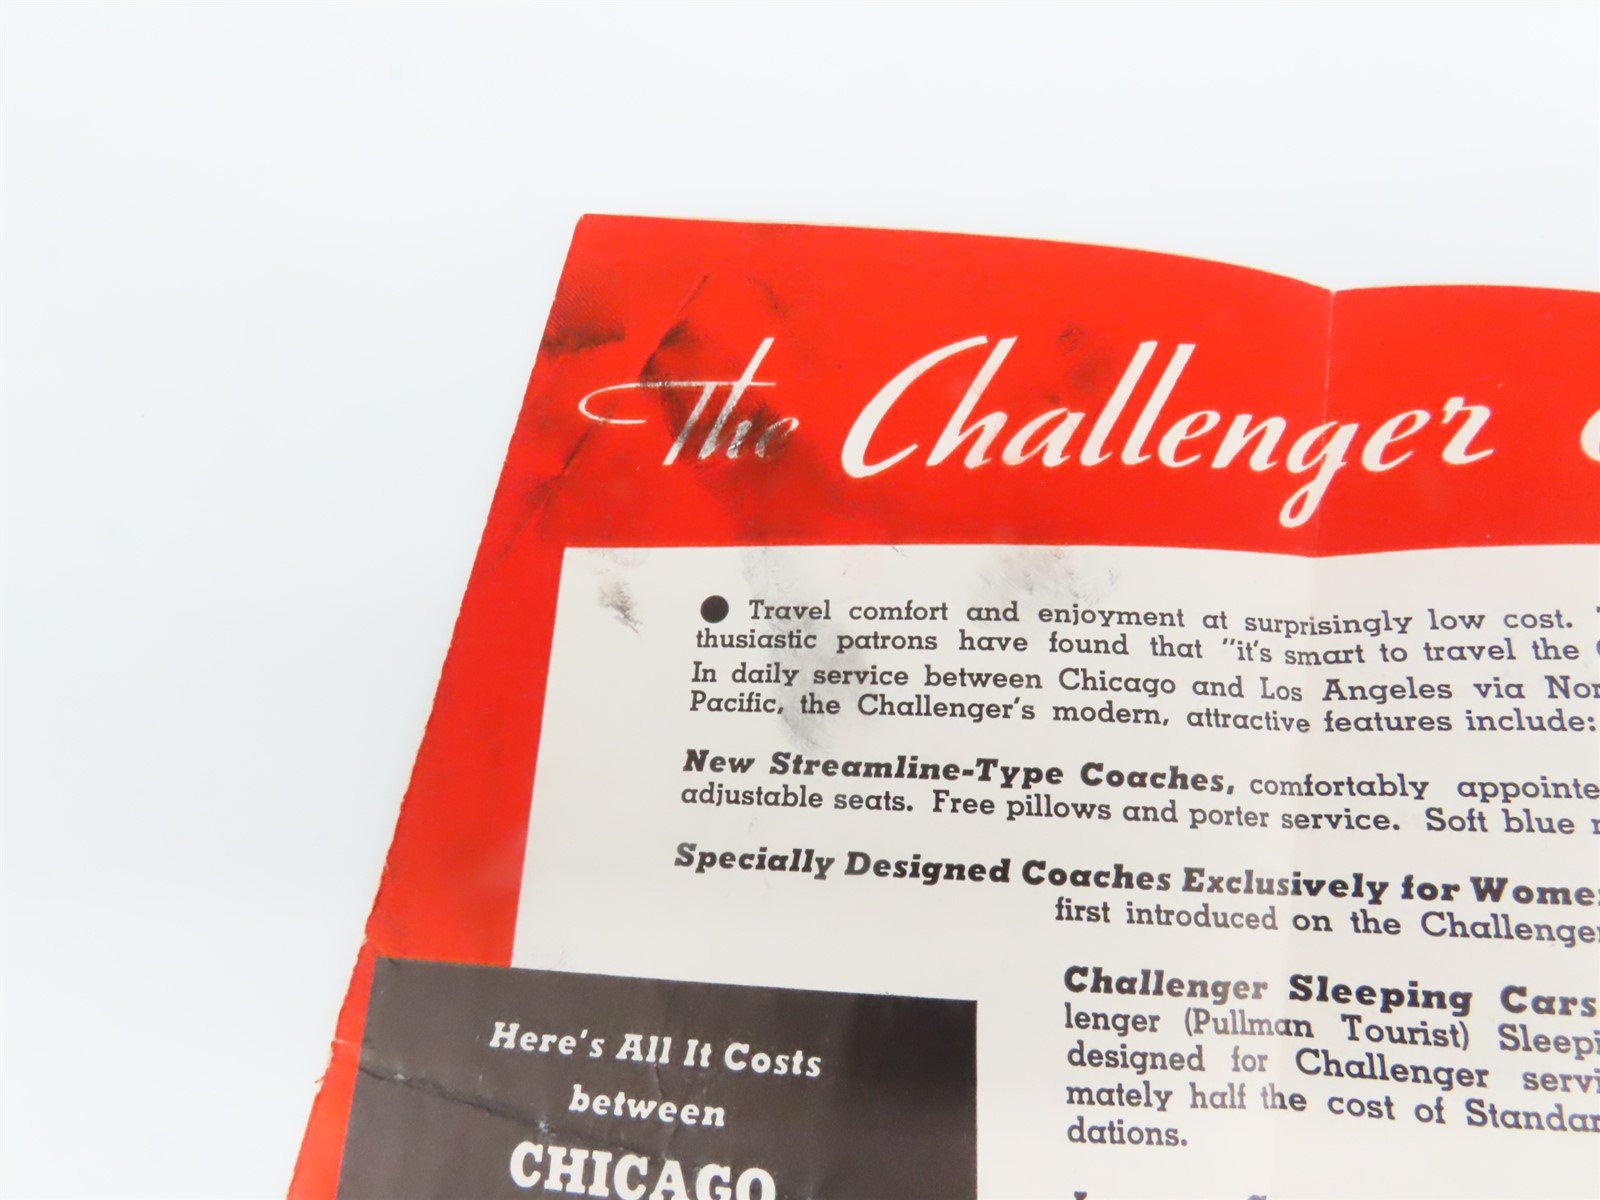 The Challenger
Travel comfort and enjoyment at surprisingly low cost.
thusiastic patrons have found that "it's smart to travel the
In daily service between Chicago and Los Angeles via
Pacific, the Challenger's modern, attractive features include:
New Streamline-Type Coaches, comfortably
adjustable seats. Free pillows and porter service. Soft blue
Specially Designed Coaches Exclusively for
first introduced on the
Challenger Sleeping Cars
lenger (Pullman Tourist)
designed for Challenger
mately half the cost of
dations.
Here's All It Costs
between
CHICAGO